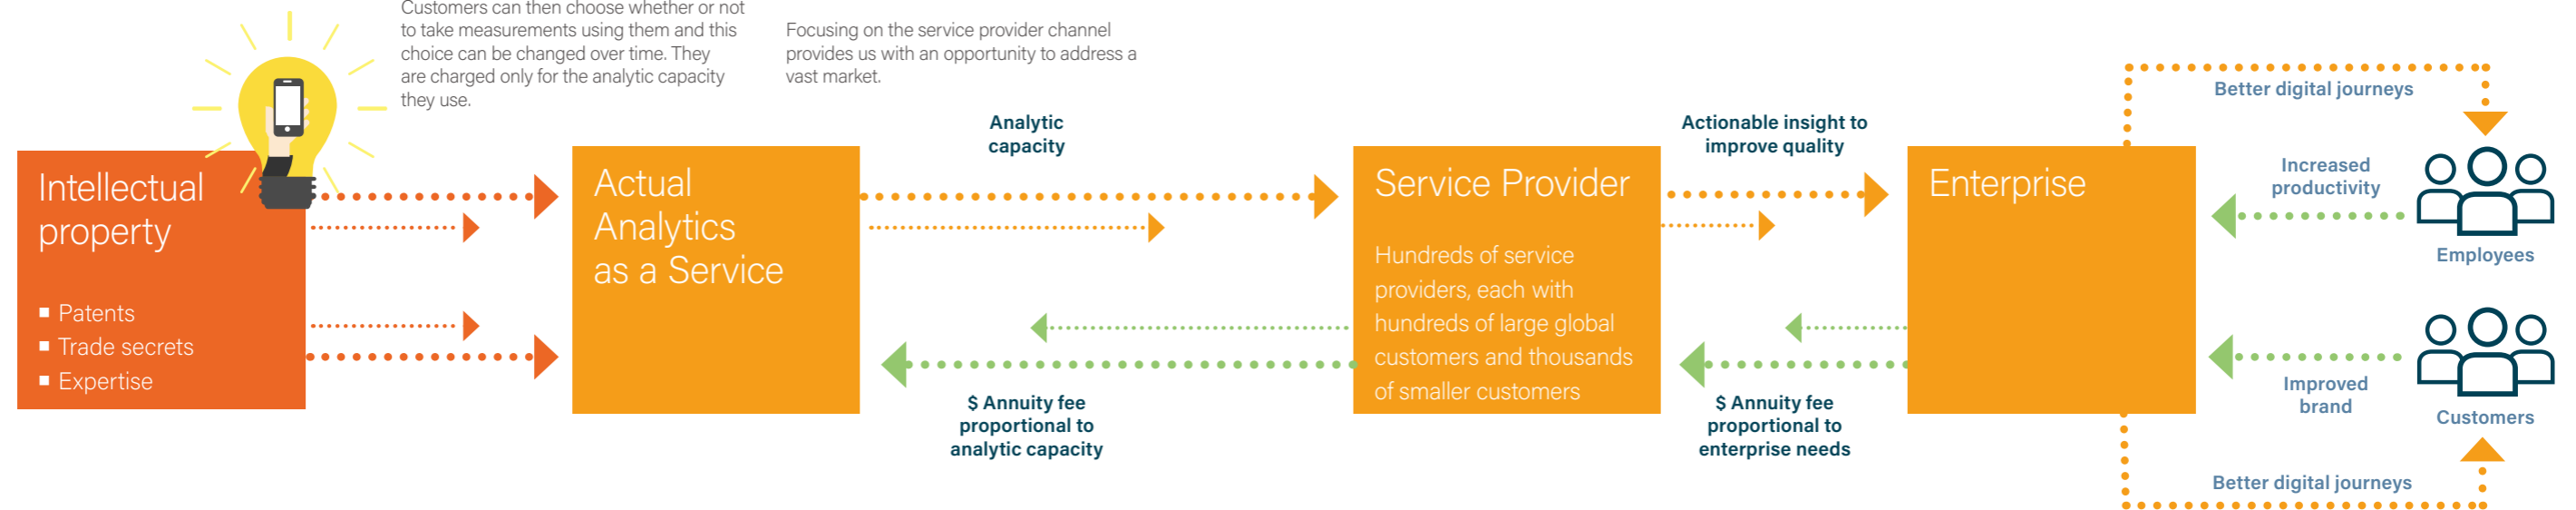 Customers can then choose whether or not
to take measurements using them and this
choice can be changed over time. They
are charged only for the analytic capacity
they use.
Focusing on the service provider channel
provides us with an opportunity to address a
vast market.
Intellectual
property
Patents
Trade secrets
Expertise
Actual
Analytics
as a Service
Analytic
capacity
$ Annuity fee
proportional to
analytic capacity
Service Provider
Hundreds of service
providers, each with
hundreds of large global
customers and thousands
of smaller customers
Actionable insight to
improve quality
$ Annuity fee
proportional to
enterprise needs
Enterprise
Better digital journeys
Increased
productivity
Employees
Improved
brand
Customers
Better digital journeys